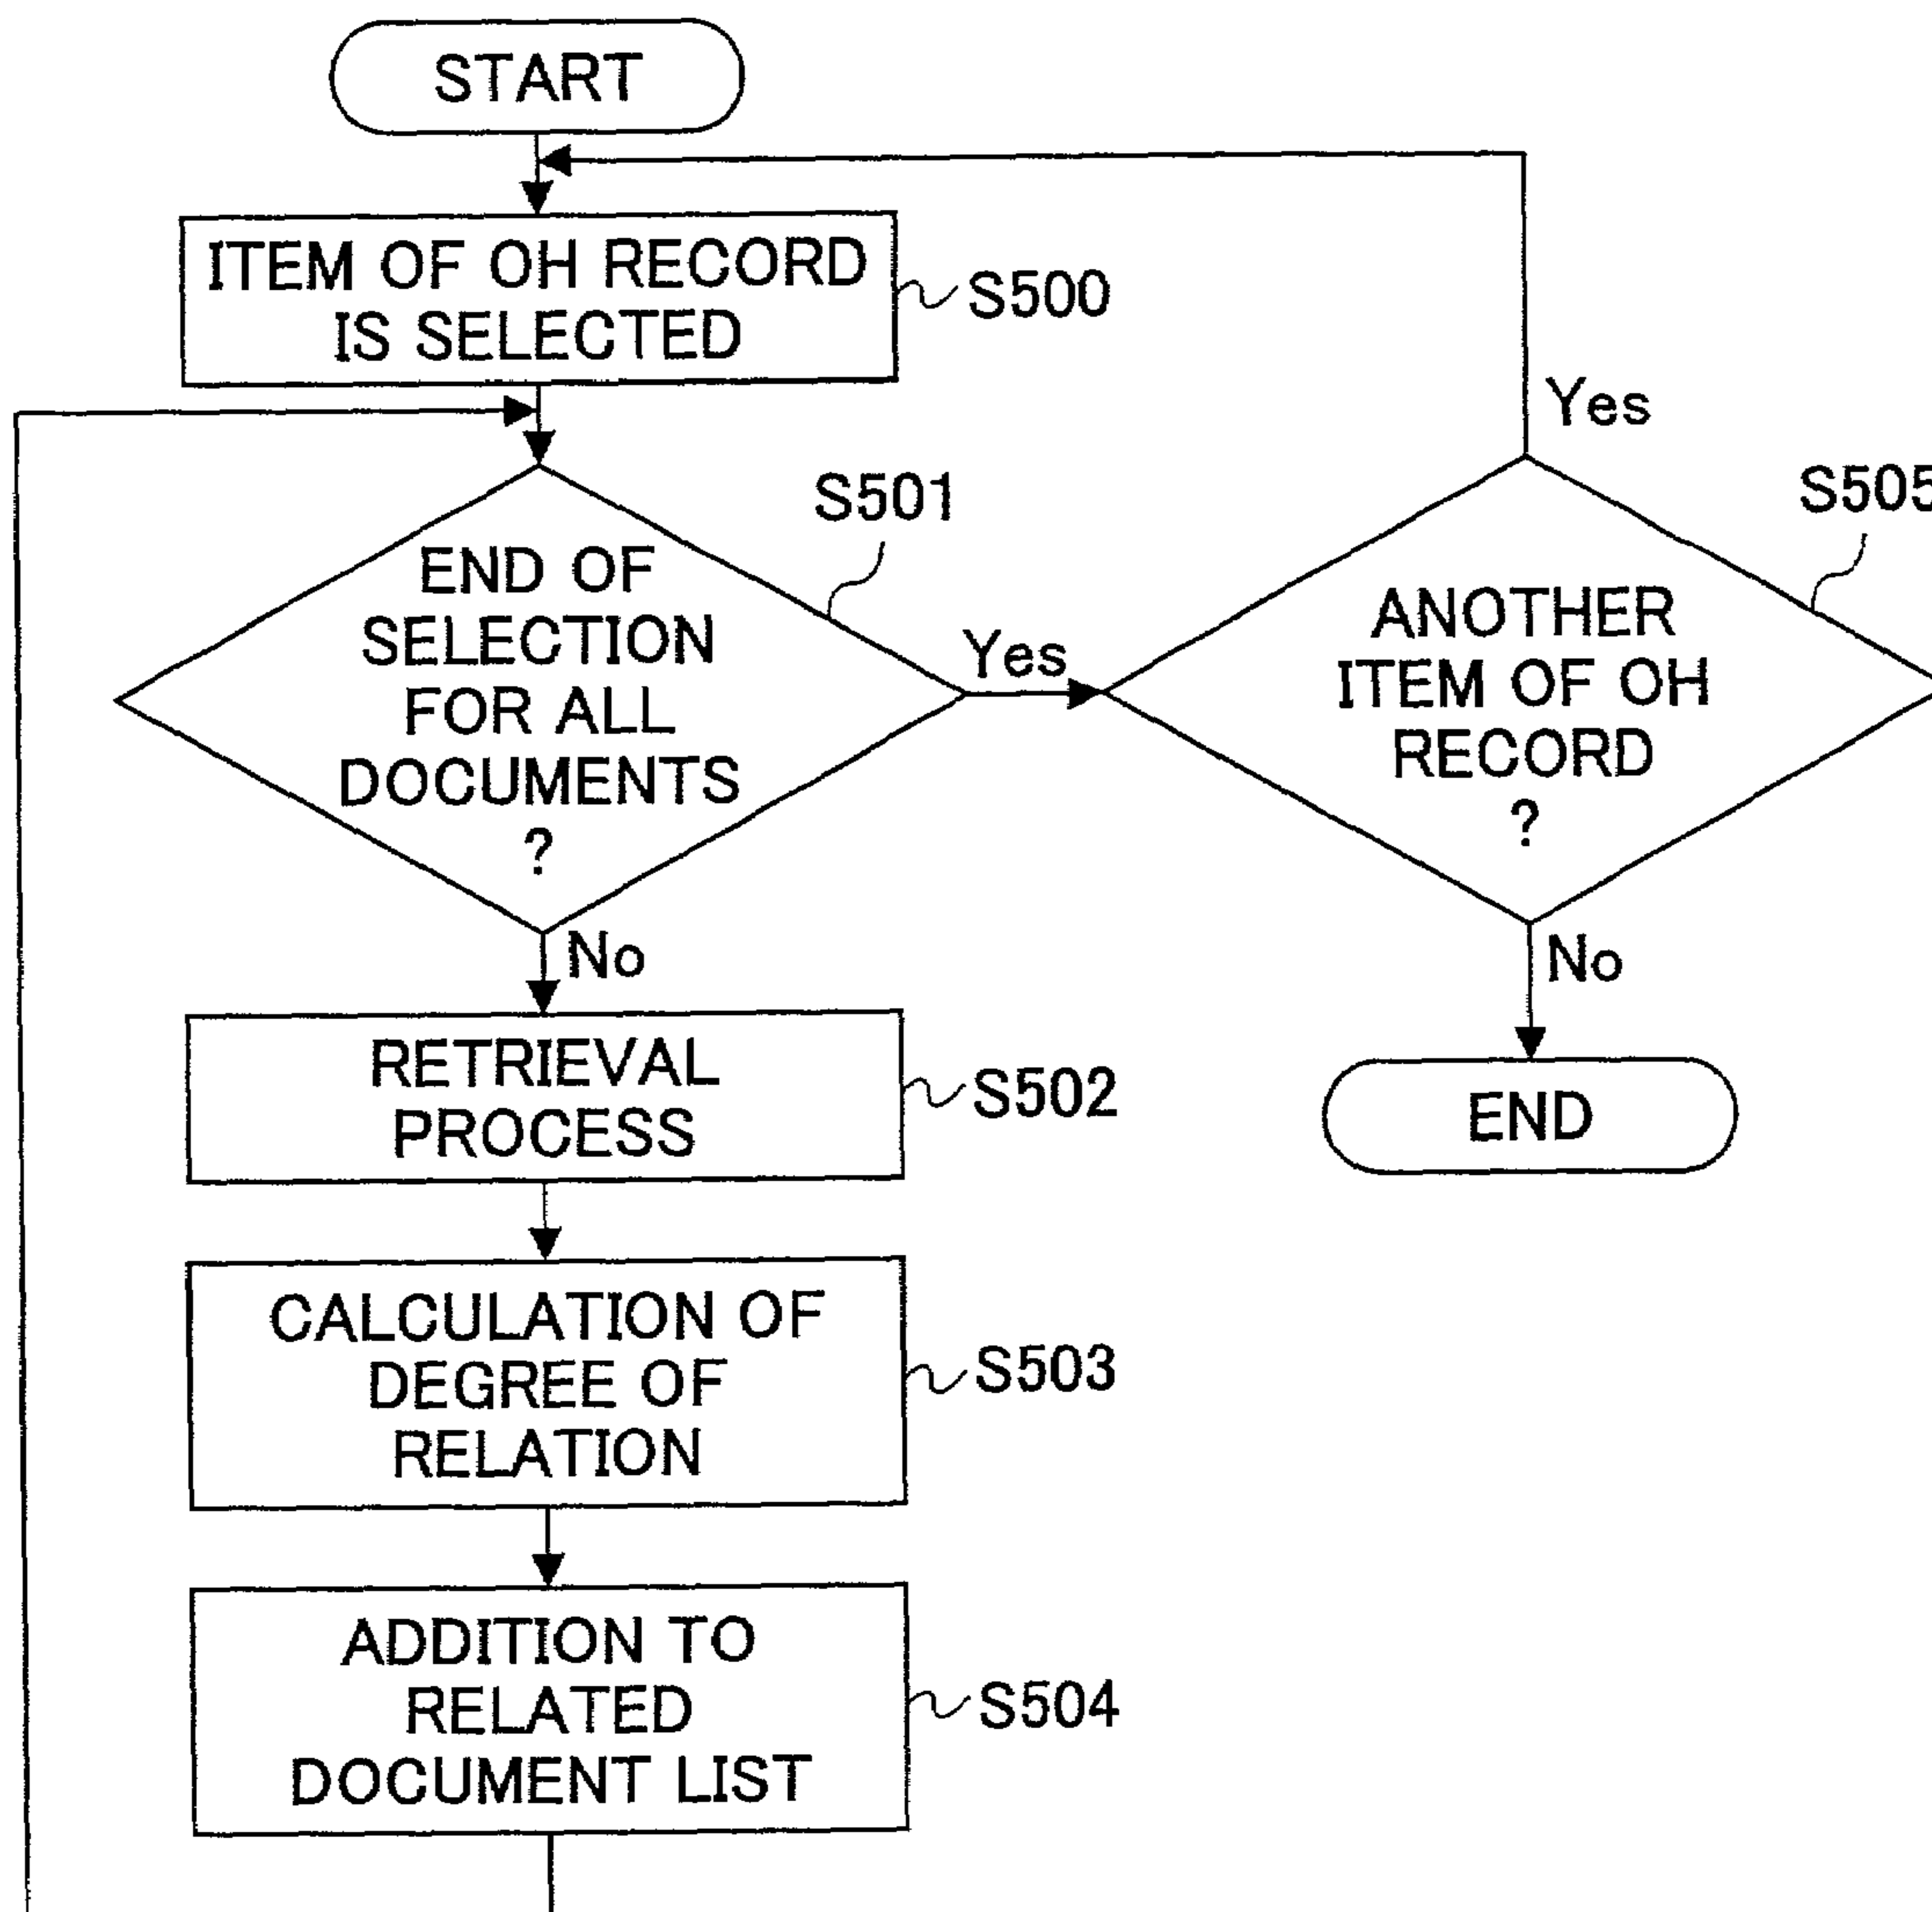 START
ITEM OF OH RECORD
IS SELECTED
S500
S501
END OF
SELECTION
FOR ALL
DOCUMENTS
?
Yes
No
Yes
S505
ANOTHER
ITEM OF OH
RECORD
?
No
END
RETRIEVAL
PROCESS
S502
CALCULATION OF
DEGREE OF
RELATION
S503
ADDITION TO
RELATED
DOCUMENT LIST
S504